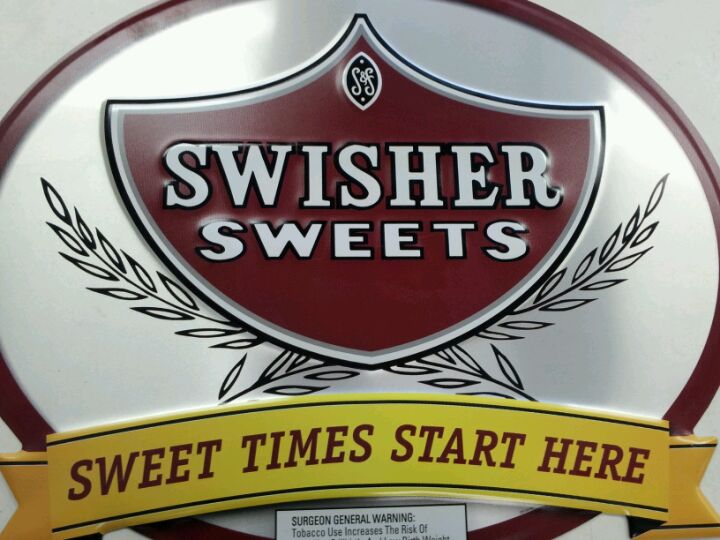 S&S
SWISHER
SWEETS
SWEET TIMES START HERE
SURGEON GENERAL WARNING:
Tobacco Use Increases The Risk Of